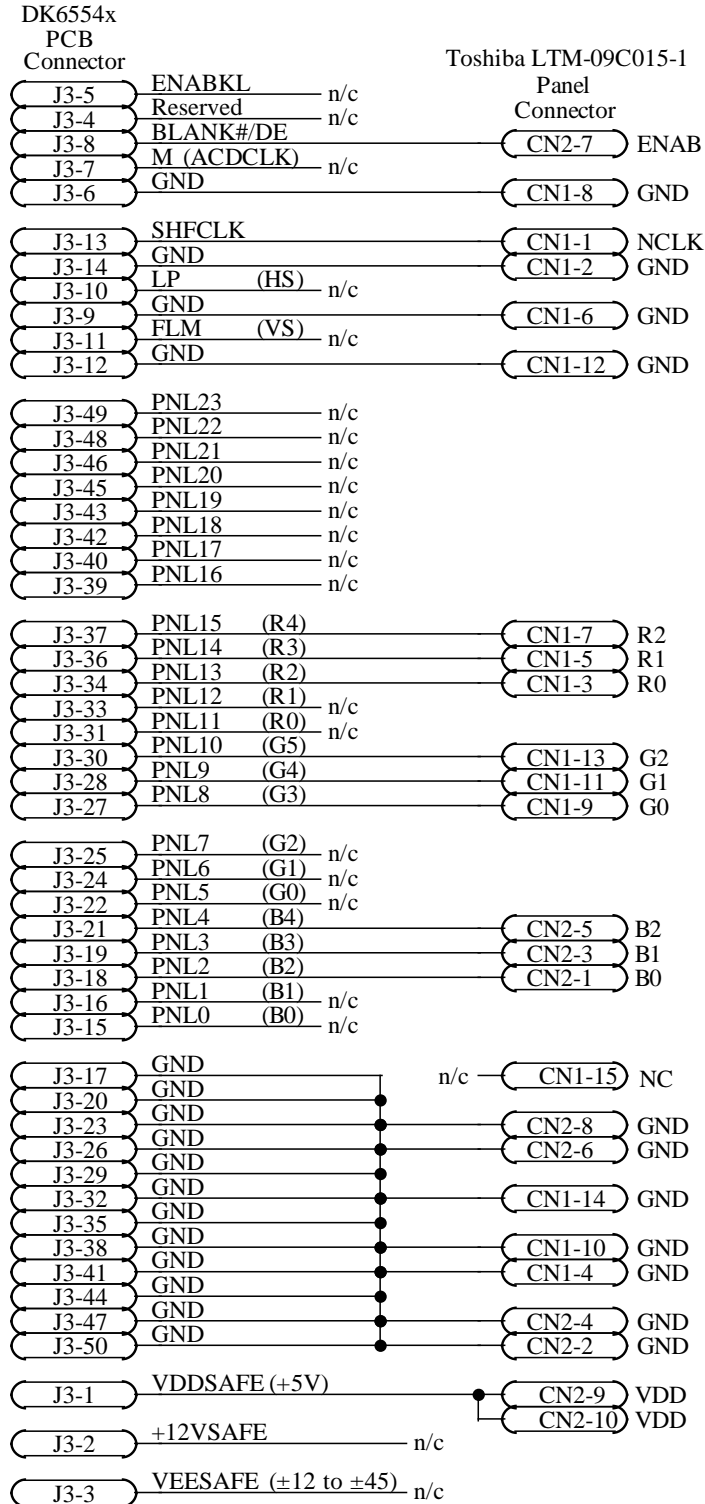 DK6554x
PCB
Connector
Toshiba LTM-09C015-1
Panel
Connector
J3-5 ENABKL n/c
J3-4 Reserved n/c
J3-8 BLANK#/DE CN2-7 ENAB
J3-7 M (ACDCLK) n/c
J3-6 GND CN1-8 GND
J3-13 SHFCLK CN1-1 NCLK
J3-14 GND CN1-2 GND
J3-10 LP (HS) n/c
J3-9 GND CN1-6 GND
J3-11 FLM (VS) n/c
J3-12 GND CN1-12 GND
J3-49 PNL23 n/c
J3-48 PNL22 n/c
J3-46 PNL21 n/c
J3-45 PNL20 n/c
J3-43 PNL19 n/c
J3-42 PNL18 n/c
J3-40 PNL17 n/c
J3-39 PNL16 n/c
J3-37 PNL15 (R4) CN1-7 R2
J3-36 PNL14 (R3) CN1-5 R1
J3-34 PNL13 (R2) CN1-3 R0
J3-33 PNL12 (R1) n/c
J3-31 PNL11 (R0) n/c
J3-30 PNL10 (G5) CN1-13 G2
J3-28 PNL9 (G4) CN1-11 G1
J3-27 PNL8 (G3) CN1-9 G0
J3-25 PNL7 (G2) n/c
J3-24 PNL6 (G1) n/c
J3-22 PNL5 (G0) n/c
J3-21 PNL4 (B4) CN2-5 B2
J3-19 PNL3 (B3) CN2-3 B1
J3-18 PNL2 (B2) CN2-1 B0
J3-16 PNL1 (B1) n/c
J3-15 PNL0 (B0) n/c
J3-17 GND n/c CN1-15 NC
J3-20 GND
J3-23 GND CN2-8 GND
J3-26 GND CN2-6 GND
J3-29 GND
J3-32 GND CN1-14 GND
J3-35 GND
J3-38 GND CN1-10 GND
J3-41 GND CN1-4 GND
J3-44 GND
J3-47 GND CN2-4 GND
J3-50 GND CN2-2 GND
J3-1 VDDSAFE (+5V) CN2-9 VDD
CN2-10 VDD
J3-2 +12VSAFE n/c
J3-3 VEESAFE (±12 to ±45) n/c